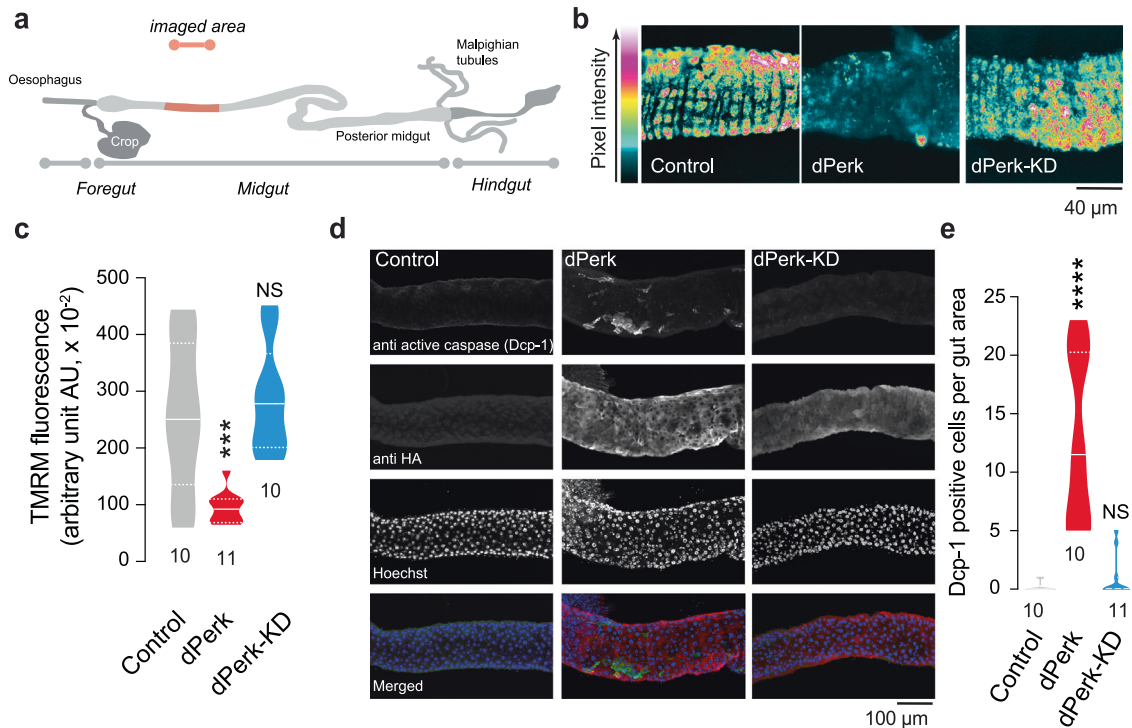 a
imaged area
Oesophagus
Malpighian
tubules
Crop
Posterior midgut
Foregut
Midgut
Hindgut
b
Pixel intensity
Control
dPerk
dPerk-KD
40 µm
c
TMRM fluorescence
(arbitrary unit AU, x 10-2)
500
400
300
200
100
0
NS
***
10
11
10
Control
dPerk
dPerk-KD
d
Control
dPerk
dPerk-KD
anti active caspase (Dcp-1)
anti HA
Hoechst
Merged
100 µm
e
Dcp-1 positive cells per gut area
25
20
15
10
5
0
****
NS
10
10
11
Control
dPerk
dPerk-KD